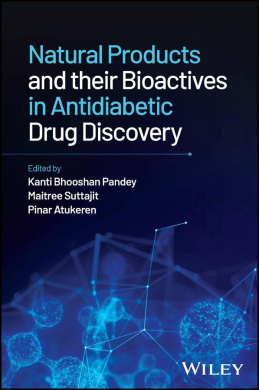 Natural Products
and their Bioactives
in Antidiabetic
Drug Discovery
Edited by
Kanti Bhooshan Pandey
Maitree Suttajit
Pinar Atukeren
WILEY